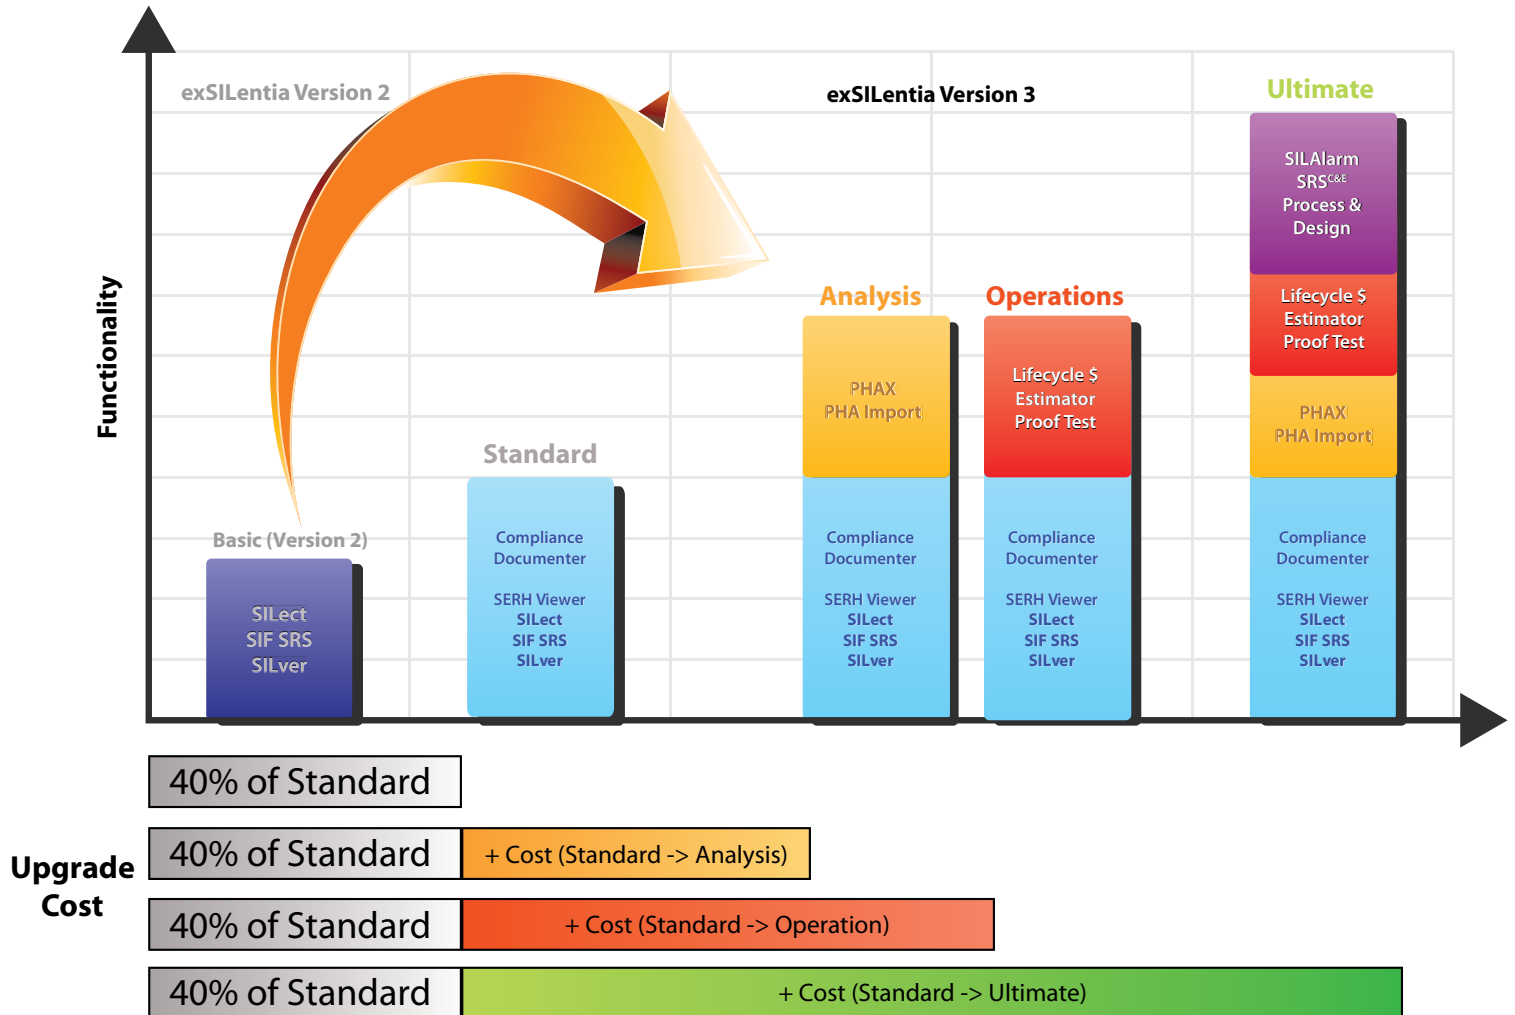 exSILentia Version 2
exSILentia Version 3
Ultimate
SILAlarm
SRSC&E
Process &
Design
Lifecycle $
Estimator
Proof Test
PHAX
PHA Import
Compliance
Documenter
SERH Viewer
SILect
SIF SRS
SILver
Analysis
PHAX
PHA Import
Compliance
Documenter
SERH Viewer
SILect
SIF SRS
SILver
Operations
Lifecycle $
Estimator
Proof Test
Compliance
Documenter
SERH Viewer
SILect
SIF SRS
SILver
Standard
Compliance
Documenter
SERH Viewer
SILect
SIF SRS
SILver
Basic (Version 2)
SILect
SIF SRS
SILver
Functionality
Upgrade
Cost
40% of Standard
40% of Standard
+ Cost (Standard -> Analysis)
40% of Standard
+ Cost (Standard -> Operation)
40% of Standard
+ Cost (Standard -> Ultimate)